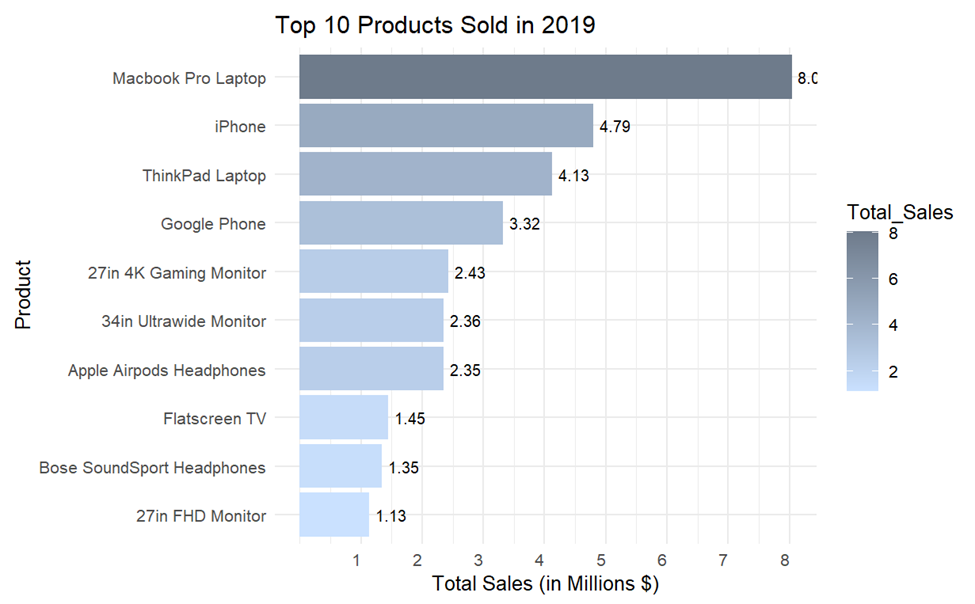 Top 10 Products Sold in 2019
Product
Macbook Pro Laptop
iPhone 4.79
ThinkPad Laptop 4.13
Google Phone 3.32
27in 4K Gaming Monitor 2.43
34in Ultrawide Monitor 2.36
Apple Airpods Headphones 2.35
Flatscreen TV 1.45
Bose SoundSport Headphones 1.35
27in FHD Monitor 1.13
1 2 3 4 5 6 7 8
Total Sales (in Millions $)
Total_Sales
8
6
4
2